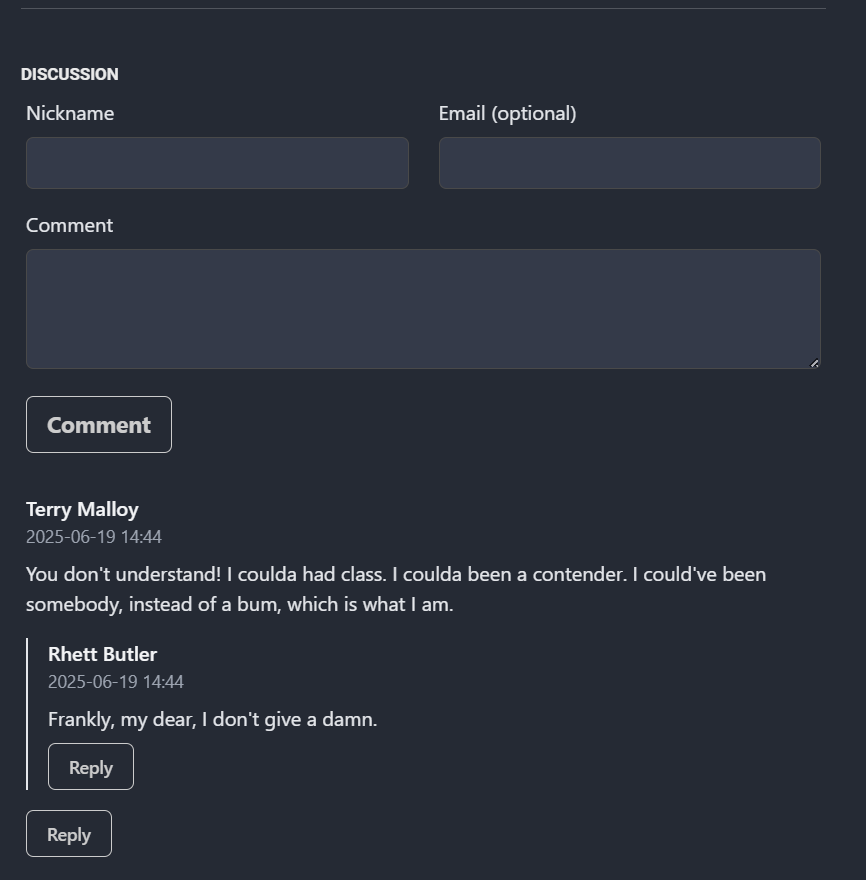 DISCUSSION
Nickname
Email (optional)
Comment
Comment
Terry Malloy
2025-06-19 14:44
You don't understand! I coulda had class. I coulda been a contender. I could've been
somebody, instead of a bum, which is what I am.
Rhett Butler
2025-06-19 14:44
Frankly, my dear, I don't give a damn.
Reply
Reply